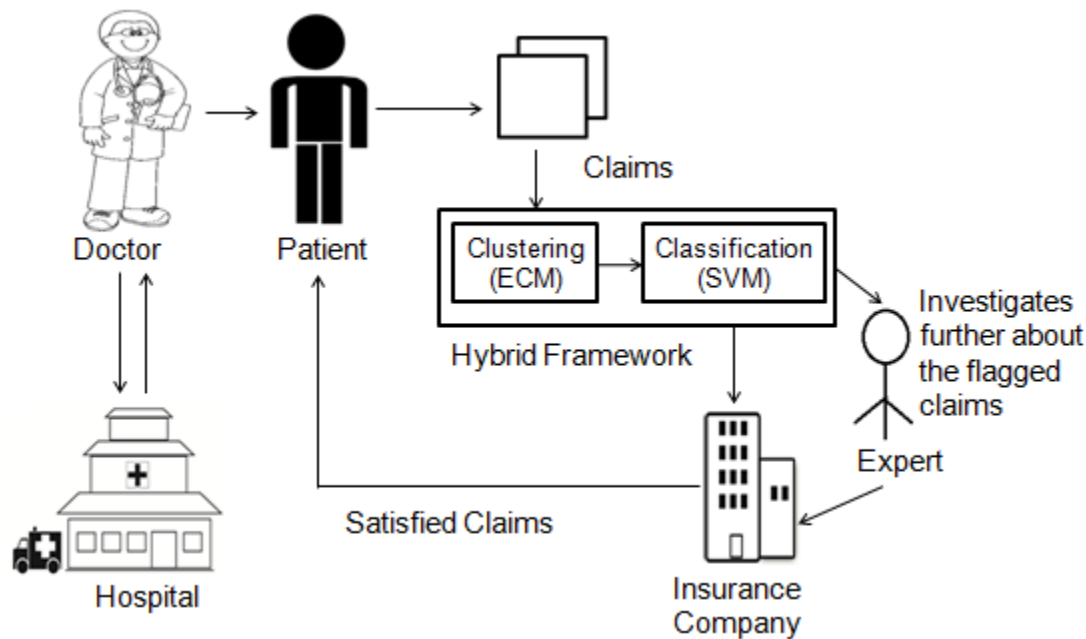 Doctor
Patient
Claims
Clustering
(ECM)
Classification
(SVM)
Hybrid Framework
Investigates
further about
the flagged
claims
Expert
Satisfied Claims
Hospital
Insurance
Company